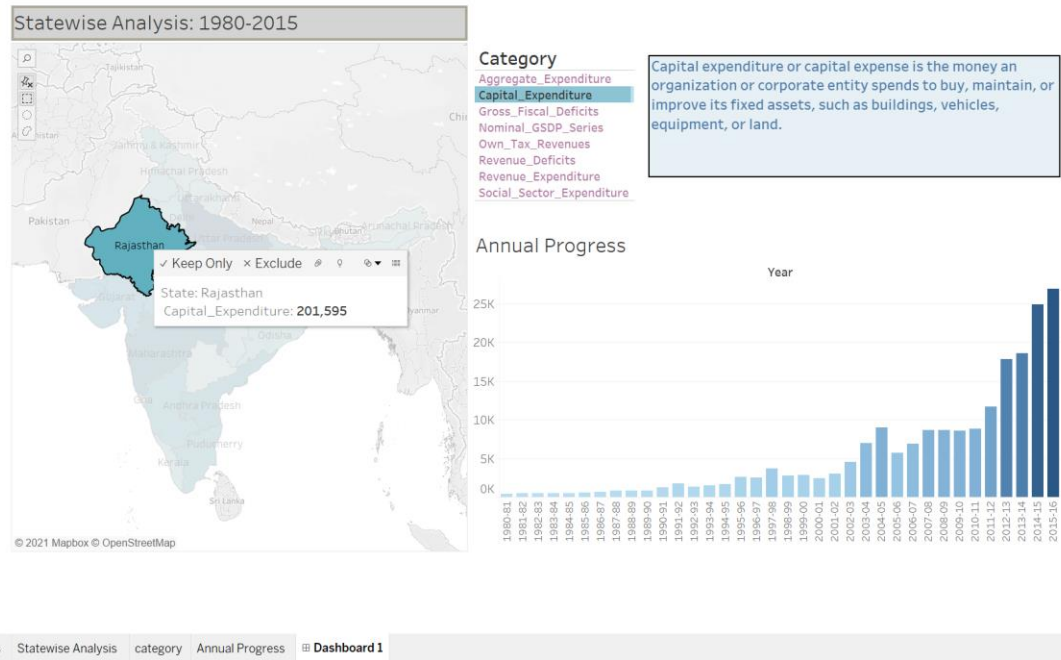 Statewise Analysis: 1980-2015
Tajikistan
Jammu & Kashmir
Himachal Pradesh
Uttarakhand
Pakistan
Nepal
Bhutan
Arunachal Pradesh
Rajasthan
Uttar Pradesh
✓ Keep Only × Exclude
State: Rajasthan
Capital_Expenditure: 201,595
Gujarat
Odisha
Maharashtra
Goa
Andhra Pradesh
Puducherry
Kerala
Sri Lanka
© 2021 Mapbox © OpenStreetMap
Category
Aggregate_Expenditure
Capital_Expenditure
Gross_Fiscal_Deficits
Nominal_GSDP_Series
Own_Tax_Revenues
Revenue_Deficits
Revenue_Expenditure
Social_Sector_Expenditure
Capital expenditure or capital expense is the money an
organization or corporate entity spends to buy, maintain, or
improve its fixed assets, such as buildings, vehicles,
equipment, or land.
Annual Progress
Year
25K
20K
15K
10K
5K
0K
1980-81
1981-82
1982-83
1983-84
1984-85
1985-86
1986-87
1987-88
1988-89
1989-90
1990-91
1991-92
1992-93
1993-94
1994-95
1995-96
1996-97
1997-98
1998-99
1999-00
2000-01
2001-02
2002-03
2003-04
2004-05
2005-06
2006-07
2007-08
2008-09
2009-10
2010-11
2011-12
2012-13
2013-14
2014-15
2015-16
Statewise Analysis category Annual Progress Dashboard 1